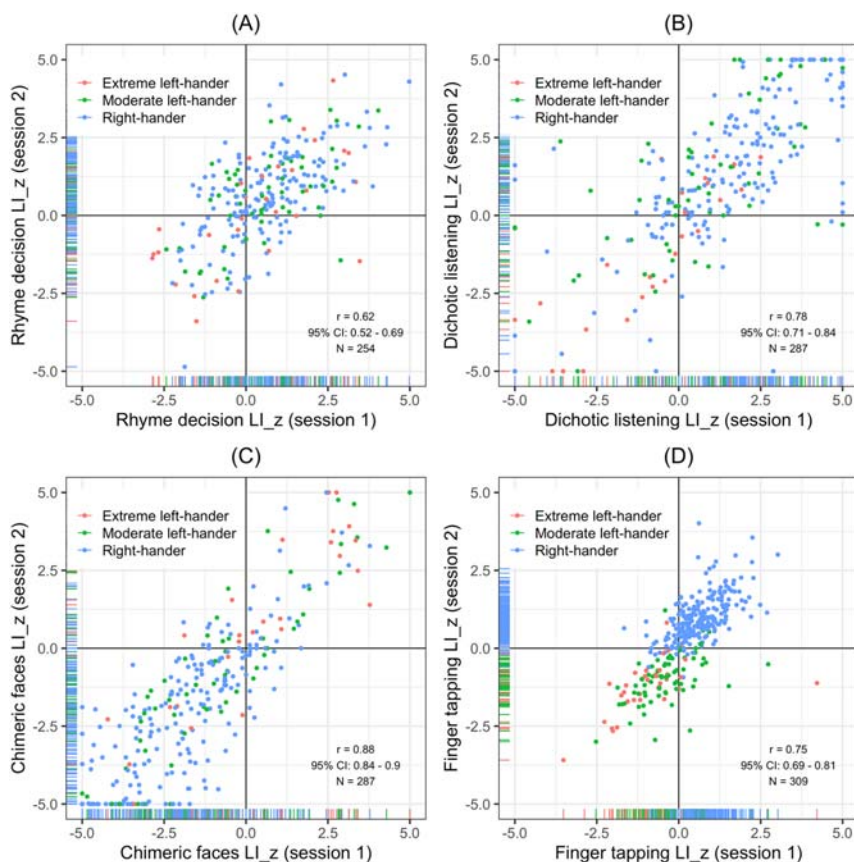 (A)
Rhyme decision LI_z (session 2)
5.0
2.5
0.0
-2.5
-5.0
Extreme left-hander
Moderate left-hander
Right-hander
r = 0.62
95% CI: 0.52 - 0.69
N = 254
-5.0 -2.5 0.0 2.5 5.0
Rhyme decision LI_z (session 1)
(B)
Dichotic listening LI_z (session 2)
5.0
2.5
0.0
-2.5
-5.0
Extreme left-hander
Moderate left-hander
Right-hander
r = 0.78
95% CI: 0.71 - 0.84
N = 287
-5.0 -2.5 0.0 2.5 5.0
Dichotic listening LI_z (session 1)
(C)
Chimeric faces LI_z (session 2)
5.0
2.5
0.0
-2.5
-5.0
Extreme left-hander
Moderate left-hander
Right-hander
r = 0.88
95% CI: 0.84 - 0.9
N = 287
-5.0 -2.5 0.0 2.5 5.0
Chimeric faces LI_z (session 1)
(D)
Finger tapping LI_z (session 2)
5.0
2.5
0.0
-2.5
-5.0
Extreme left-hander
Moderate left-hander
Right-hander
r = 0.75
95% CI: 0.69 - 0.81
N = 309
-5.0 -2.5 0.0 2.5 5.0
Finger tapping LI_z (session 1)